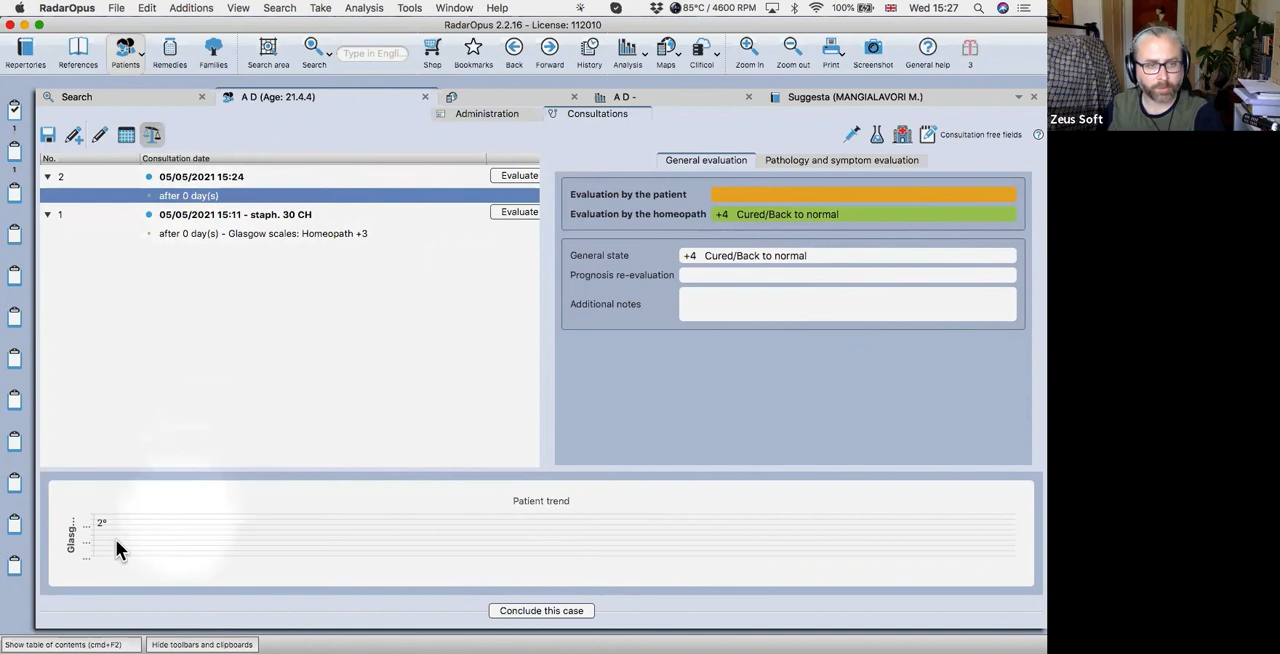 RadarOpus File Edit Additions View Search Take Analysis Tools Window Help 85°C / 4600 RPM 100% Wed 15:27
RadarOpus 2.2.16 - License: 112010
Type in Engli...
Repertories References Patients Remedies Families Search area Search Shop Bookmarks Back Forward History Analysis Maps Clificol Zoom in Zoom out Print Screenshot General help 3
Search A D (Age: 21.4.4) A D - Suggesta (MANGIALAVORI M.)
Zeus Soft
Administration Consultations
1
1
Consultation free fields
No. Consultation date
General evaluation Pathology and symptom evaluation
2 05/05/2021 15:24 Evaluate
after 0 day(s)
1 05/05/2021 15:11 - staph. 30 CH Evaluate
after 0 day(s) - Glasgow scales: Homeopath +3
Evaluation by the patient
Evaluation by the homeopath +4 Cured/Back to normal
General state +4 Cured/Back to normal
Prognosis re-evaluation
Additional notes
Patient trend
Glasg...
...
...
...
2º
Conclude this case
Show table of contents (cmd+F2) Hide toolbars and clipboards